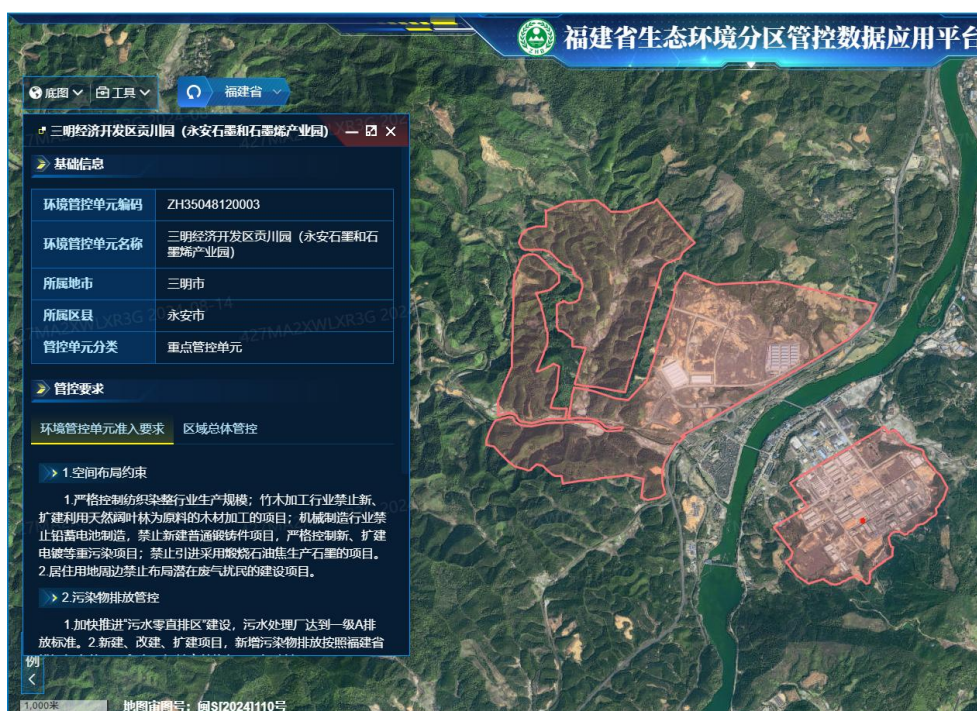 福建省生态环境分区管控数据应用平台
底图 工具 福建省
三明经济开发区贡川园（永安石墨和石墨烯产业园）
基础信息
环境管控单元编码 ZH35048120003
环境管控单元名称 三明经济开发区贡川园（永安石墨和石
墨烯产业园）
所属地市 三明市
所属区县 永安市
管控单元分类 重点管控单元
管控要求
环境管控单元准入要求 区域总体管控
1.空间布局约束
1.严格控制纺织染整行业生产规模；竹木加工行业禁止新、
扩建利用天然阔叶林为原料的木材加工的项目；机械制造行业禁
止铅蓄电池制造，禁止新建普通锻铸件项目，严格控制新、扩建
电镀等重污染项目；禁止引进采用煅烧石油焦生产石墨的项目。
2.居住用地周边禁止布局潜在废气扰民的建设项目。
2.污染物排放管控
1.加快推进“污水零直排区”建设，污水处理厂达到一级A排
放标准。2.新建、改建、扩建项目，新增污染物排放按照福建省
例
1,000米 地图审图号：闽S[2024]110号